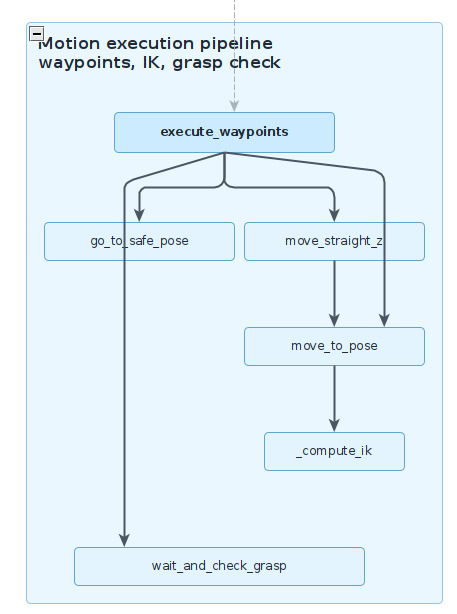 Motion execution pipeline
waypoints, IK, grasp check
execute_waypoints
go_to_safe_pose
move_straight_z
move_to_pose
_compute_ik
wait_and_check_grasp